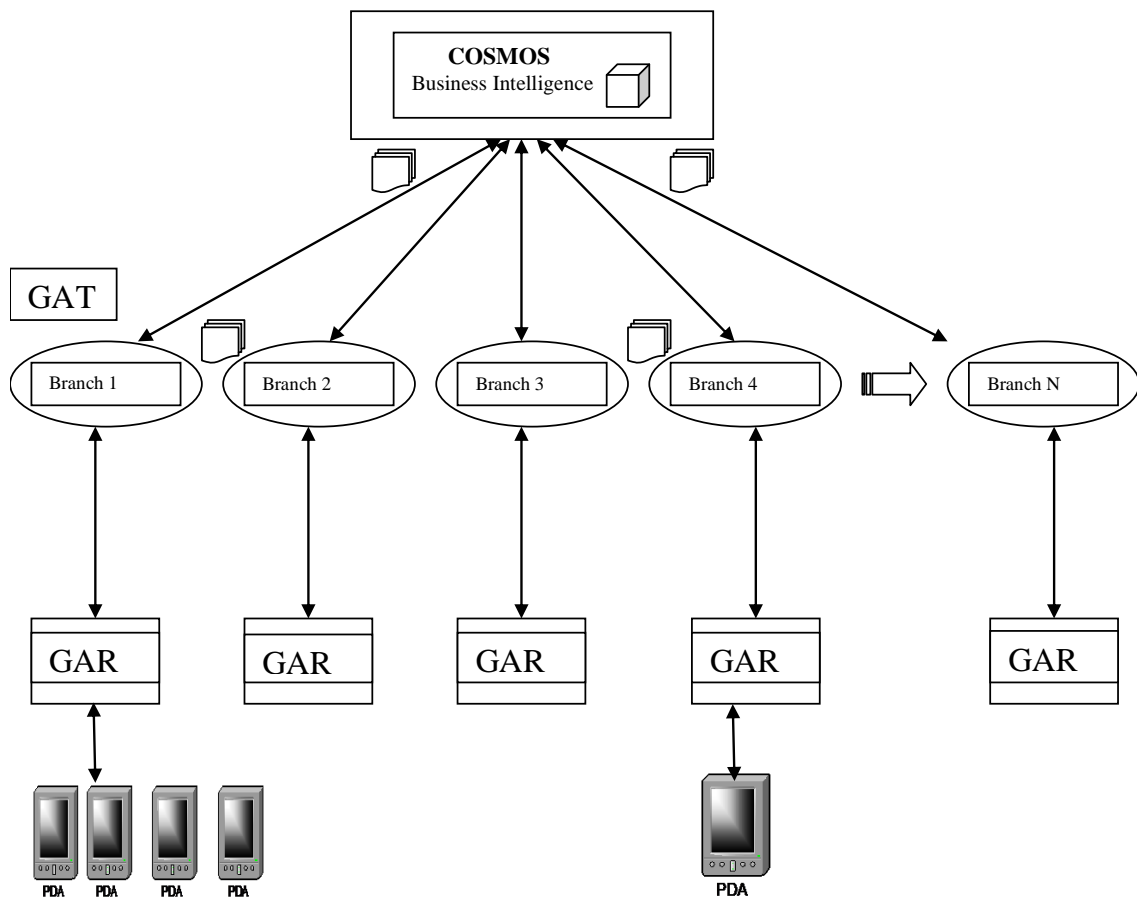 COSMOS
Business Intelligence
GAT
Branch 1
Branch 2
Branch 3
Branch 4
Branch N
GAR
GAR
GAR
GAR
GAR
PDA
PDA
PDA
PDA
PDA